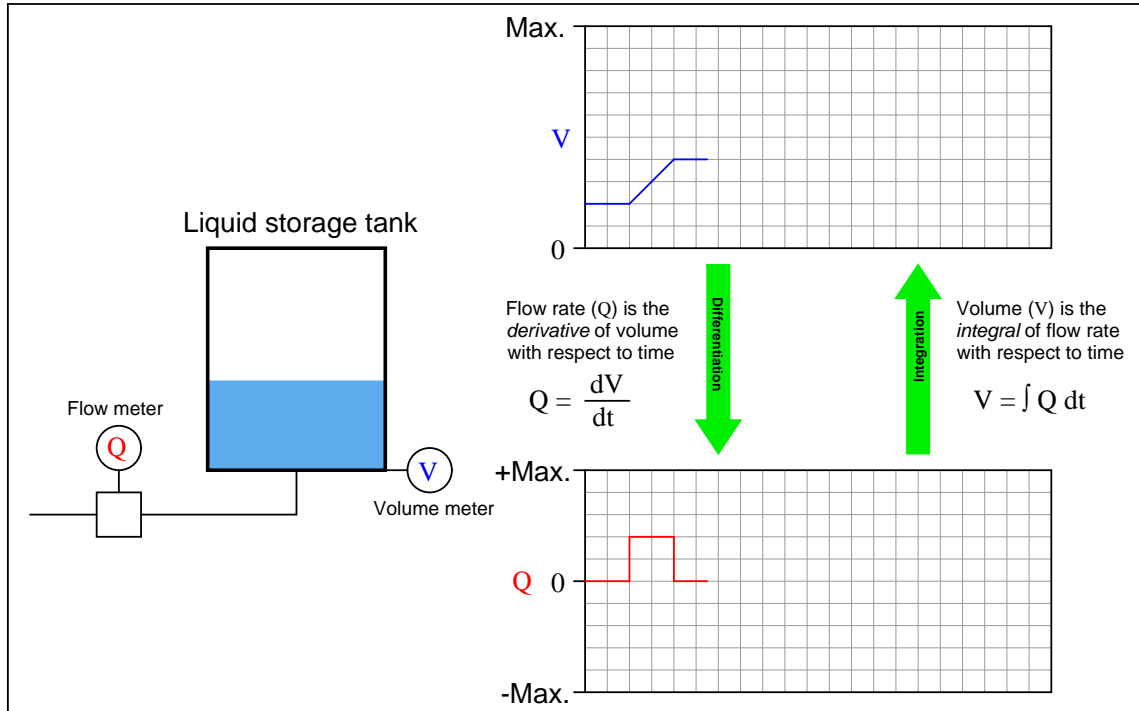 Max.
V
0
Liquid storage tank
Flow meter
Q
V
Volume meter
Flow rate (Q) is the
derivative of volume
with respect to time
Q = dV/dt
Differentiation
Integration
Volume (V) is the
integral of flow rate
with respect to time
V = ∫ Q dt
+Max.
Q 0
-Max.